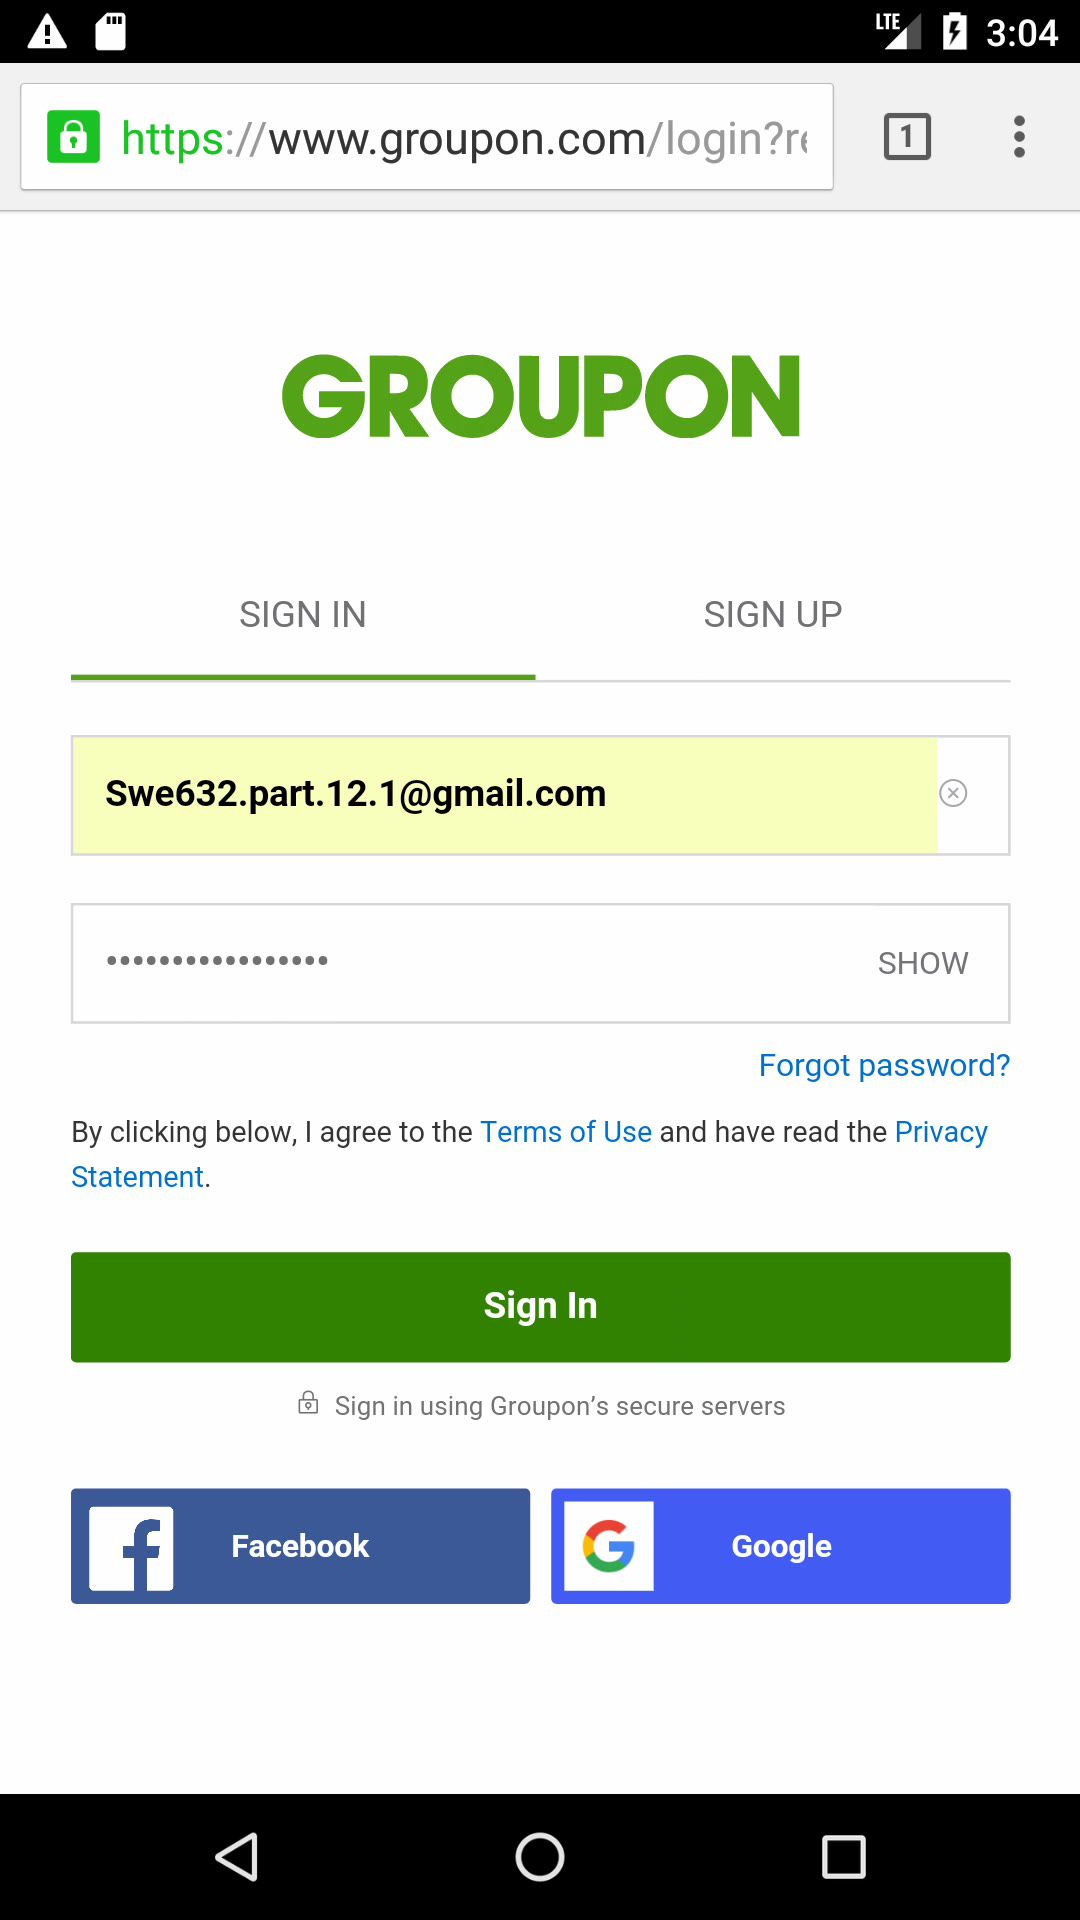 LTE 3:04
https://www.groupon.com/login?re
1
GROUPON
SIGN IN SIGN UP
Swe632.part.12.1@gmail.com
•••••••••••••••••
SHOW
Forgot password?
By clicking below, I agree to the Terms of Use and have read the Privacy
Statement.
Sign In
Sign in using Groupon’s secure servers
Facebook Google